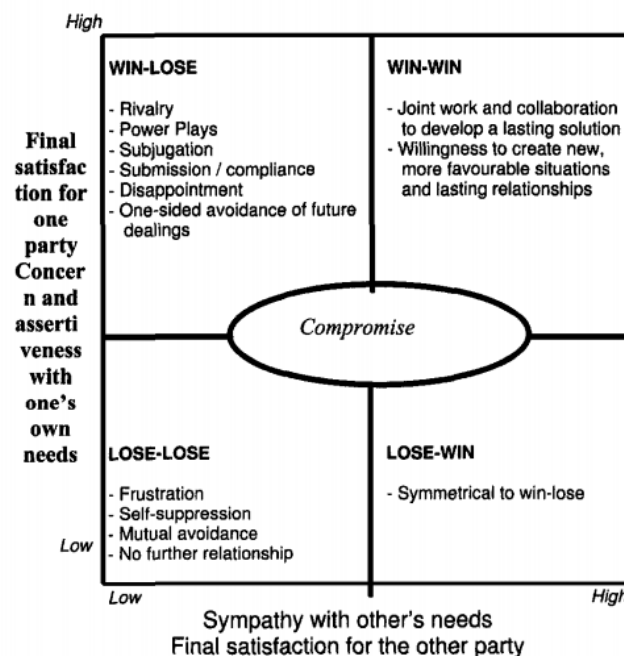 High
WIN-LOSE
- Rivalry
- Power Plays
- Subjugation
- Submission / compliance
- Disappointment
- One-sided avoidance of future
dealings
WIN-WIN
- Joint work and collaboration
to develop a lasting solution
- Willingness to create new,
more favourable situations
and lasting relationships
Final
satisfac
tion for
one
party
Concer
n and
asserti
veness
with
one's
own
needs
Compromise
LOSE-LOSE
- Frustration
- Self-suppression
- Mutual avoidance
- No further relationship
LOSE-WIN
- Symmetrical to win-lose
Low
Low
High
Sympathy with other's needs
Final satisfaction for the other party